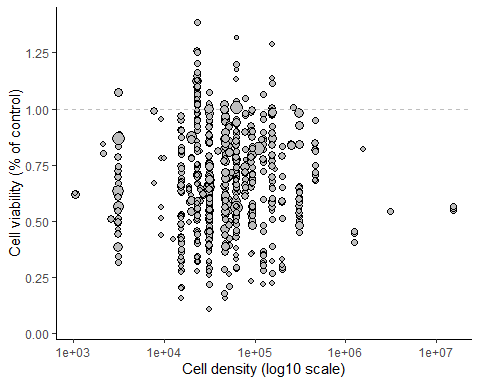 Cell viability (% of control)
1.25
1.00
0.75
0.50
0.25
0.00
1e+03 1e+04 1e+05 1e+06 1e+07
Cell density (log10 scale)